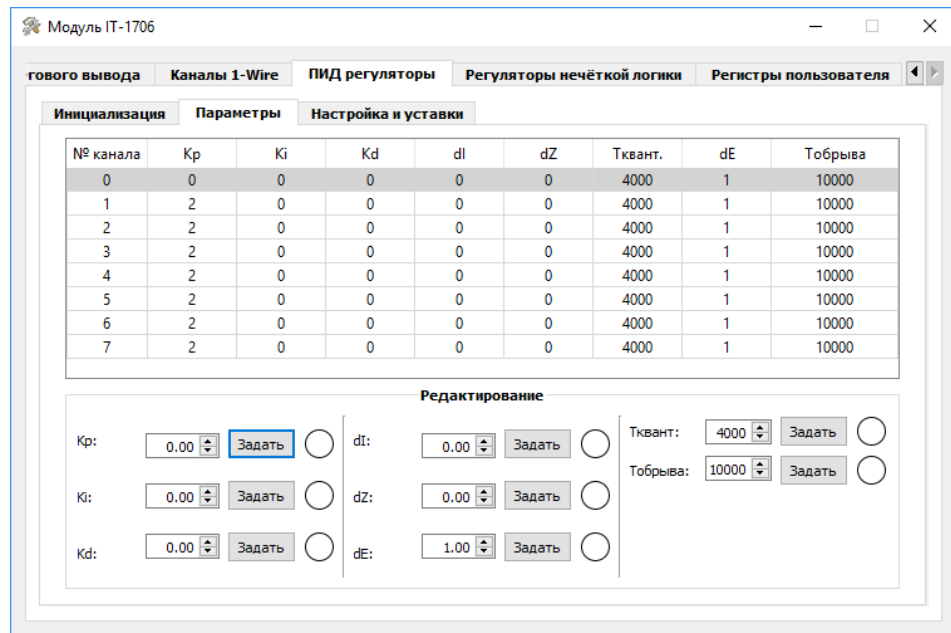 Модуль IT-1706
гового вывода Каналы 1-Wire ПИД регуляторы Регуляторы нечёткой логики Регистры пользователя
Инициализация Параметры Настройка и уставки
№ канала Kp Ki Kd dI dZ Tквант. dE Тобрыва
0 0 0 0 0 0 4000 1 10000
1 2 0 0 0 0 4000 1 10000
2 2 0 0 0 0 4000 1 10000
3 2 0 0 0 0 4000 1 10000
4 2 0 0 0 0 4000 1 10000
5 2 0 0 0 0 4000 1 10000
6 2 0 0 0 0 4000 1 10000
7 2 0 0 0 0 4000 1 10000
Редактирование
Kp: 0.00 Задать dI: 0.00 Задать Tквант: 4000 Задать
Тобрыва: 10000 Задать
Ki: 0.00 Задать dZ: 0.00 Задать
Kd: 0.00 Задать dE: 1.00 Задать